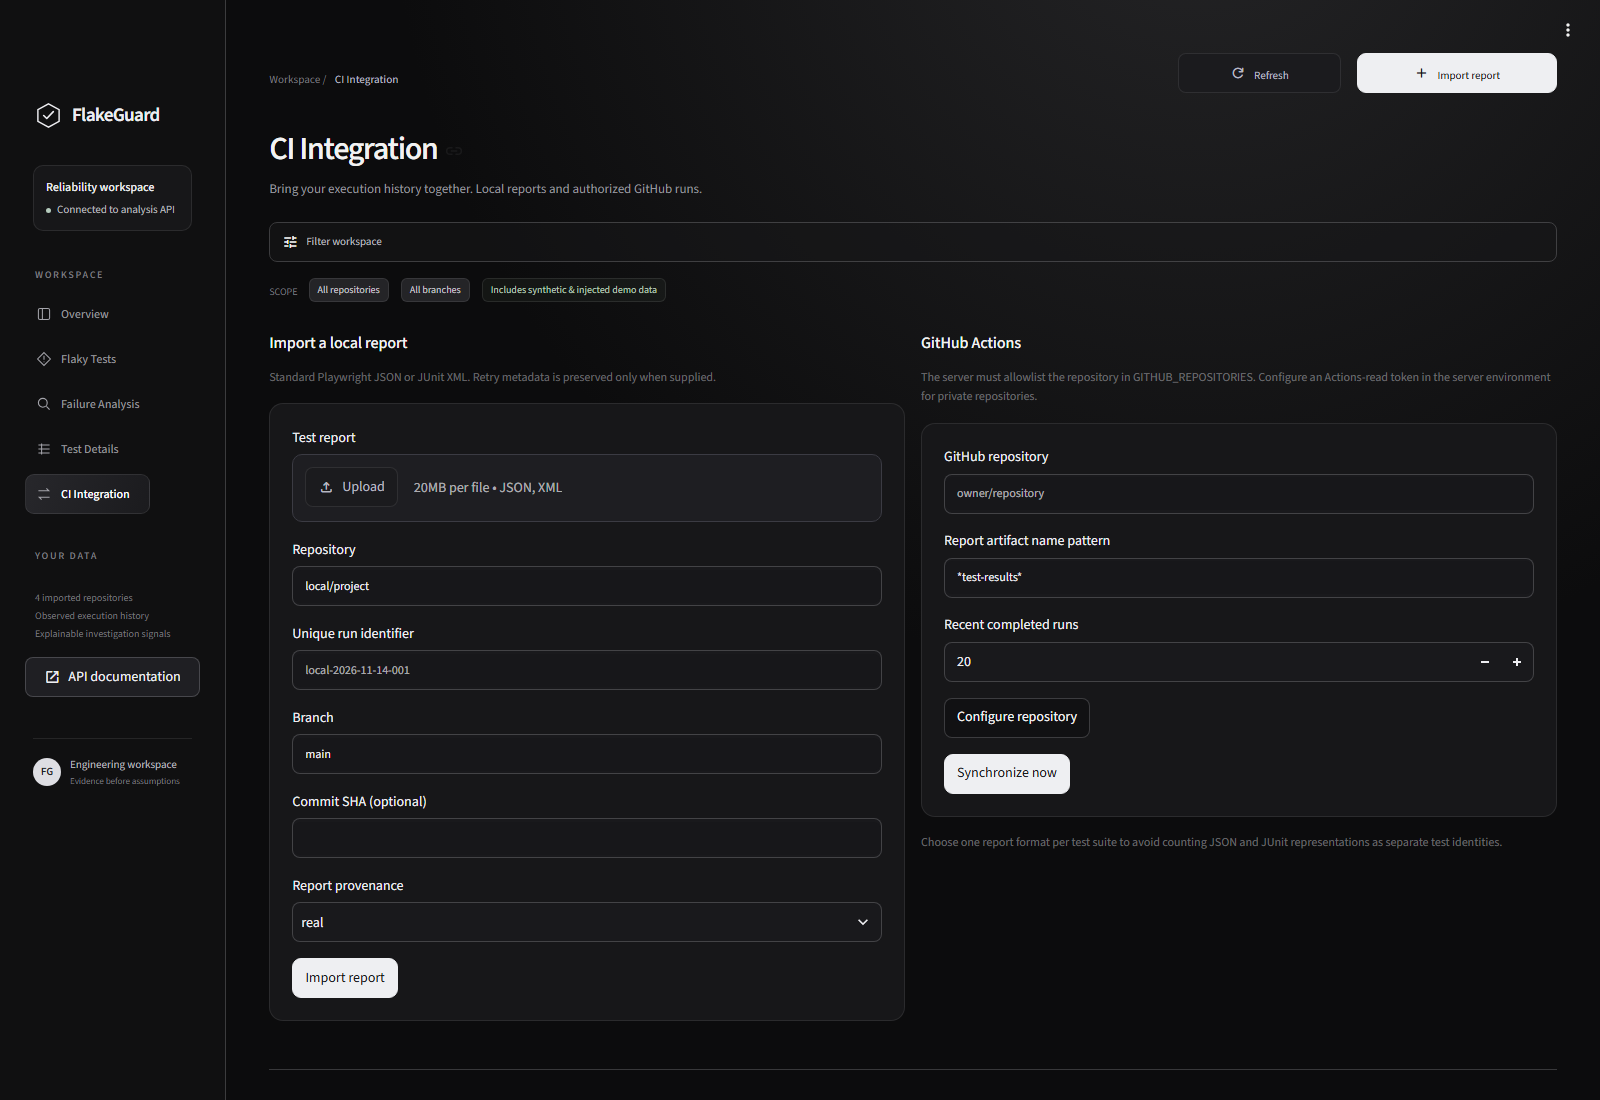 FlakeGuard
Reliability workspace
Connected to analysis API
WORKSPACE
Overview
Flaky Tests
Failure Analysis
Test Details
CI Integration
YOUR DATA
4 imported repositories
Observed execution history
Explainable investigation signals
API documentation
FG
Engineering workspace
Evidence before assumptions
Workspace / CI Integration
Refresh
Import report
CI Integration
Bring your execution history together. Local reports and authorized GitHub runs.
Filter workspace
SCOPE All repositories All branches Includes synthetic & injected demo data
Import a local report
Standard Playwright JSON or JUnit XML. Retry metadata is preserved only when supplied.
Test report
Upload 20MB per file • JSON, XML
Repository
local/project
Unique run identifier
local-2026-11-14-001
Branch
main
Commit SHA (optional)
Report provenance
real
Import report
GitHub Actions
The server must allowlist the repository in GITHUB_REPOSITORIES. Configure an Actions-read token in the server environment
for private repositories.
GitHub repository
owner/repository
Report artifact name pattern
*test-results*
Recent completed runs
20
Configure repository
Synchronize now
Choose one report format per test suite to avoid counting JSON and JUnit representations as separate test identities.